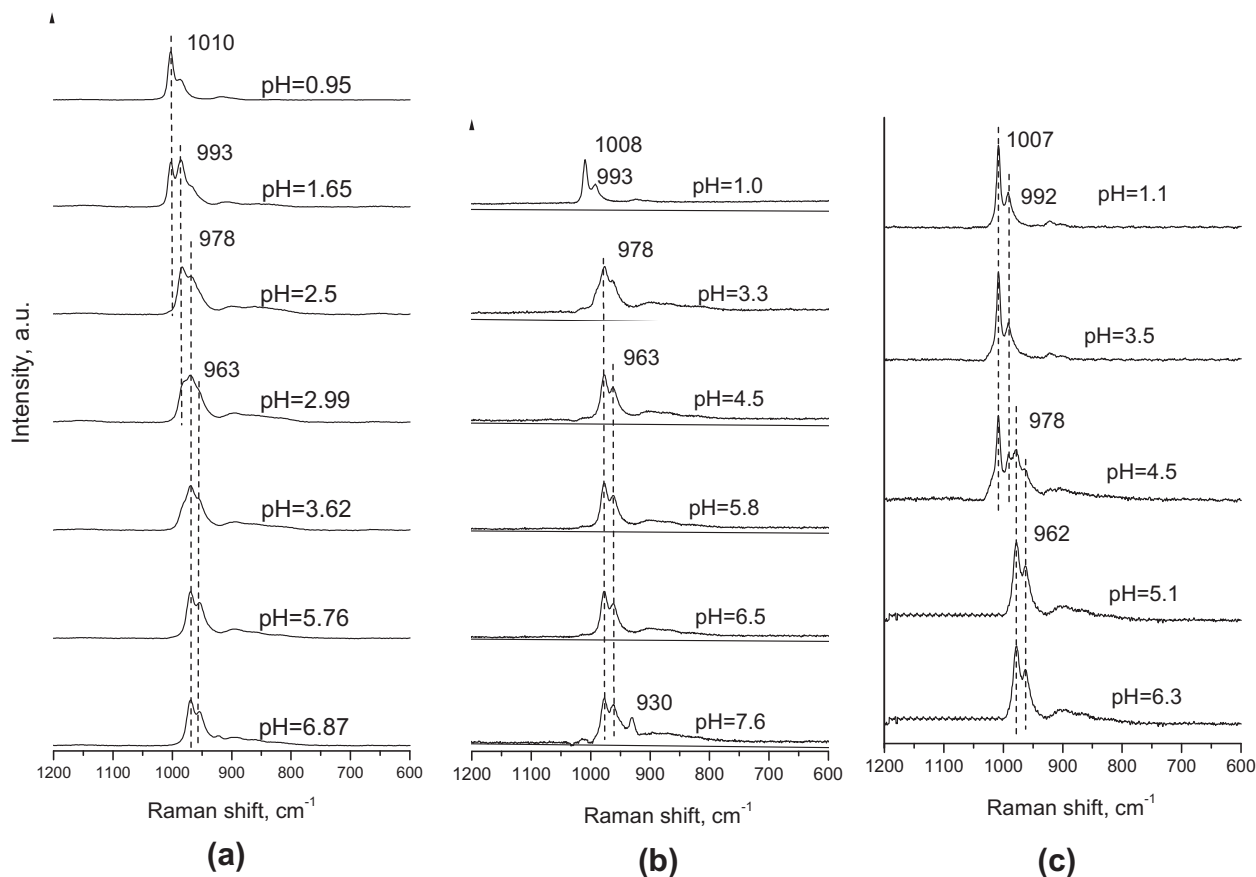 Intensity, a.u.
1010
pH=0.95
993
pH=1.65
978
pH=2.5
963
pH=2.99
pH=3.62
pH=5.76
pH=6.87
1200 1100 1000 900 800 700 600
Raman shift, cm-1
(a)
1008
993
pH=1.0
978
pH=3.3
963
pH=4.5
pH=5.8
pH=6.5
930
pH=7.6
1200 1100 1000 900 800 700 600
Raman shift, cm-1
(b)
1007
992
pH=1.1
pH=3.5
978
pH=4.5
962
pH=5.1
pH=6.3
1200 1100 1000 900 800 700 600
Raman shift, cm-1
(c)